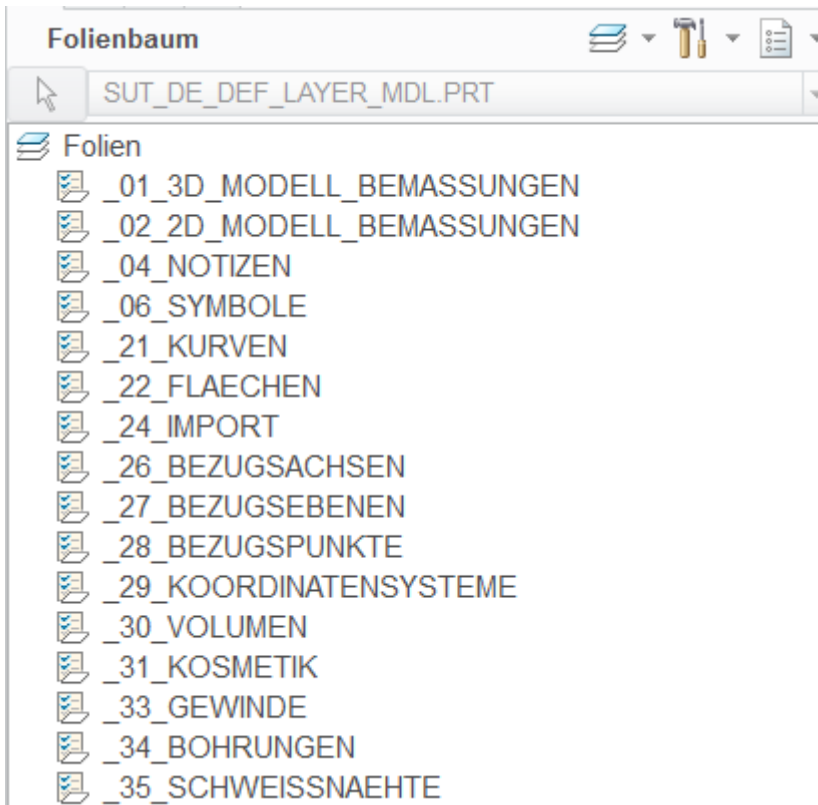 Folienbaum
SUT_DE_DEF_LAYER_MDL.PRT
Folien
_01_3D_MODELL_BEMASSUNGEN
_02_2D_MODELL_BEMASSUNGEN
_04_NOTIZEN
_06_SYMBOLE
_21_KURVEN
_22_FLAECHEN
_24_IMPORT
_26_BEZUGSACHSEN
_27_BEZUGSEBENEN
_28_BEZUGSPUNKTE
_29_KOORDINATENSYSTEME
_30_VOLUMEN
_31_KOSMETIK
_33_GEWINDE
_34_BOHRUNGEN
_35_SCHWEISSNAEHTE